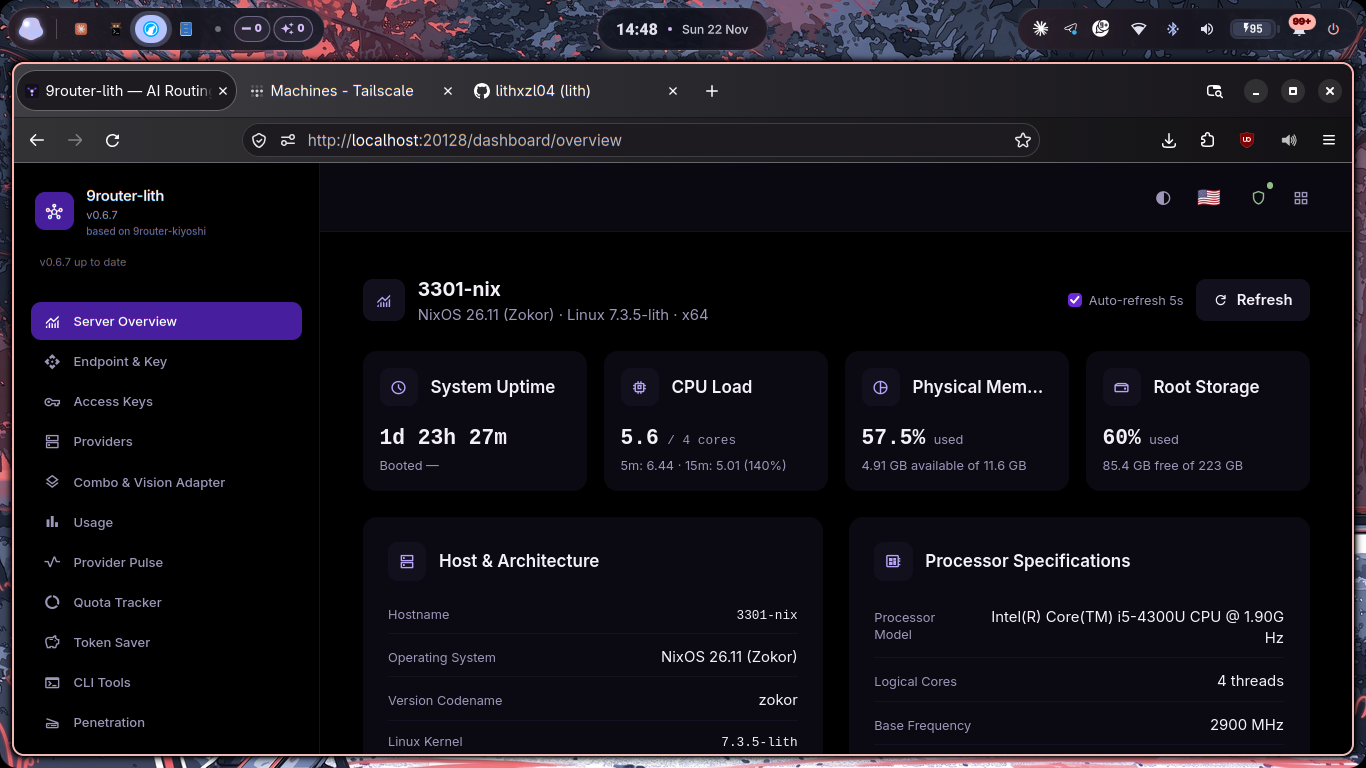 0
0
14:48 • Sun 22 Nov
95
99+
9router-lith — AI Routin
Machines - Tailscale
lithxzl04 (lith)
http://localhost:20128/dashboard/overview
9router-lith
v0.6.7
based on 9router-kiyoshi
v0.6.7 up to date
Server Overview
Endpoint & Key
Access Keys
Providers
Combo & Vision Adapter
Usage
Provider Pulse
Quota Tracker
Token Saver
CLI Tools
Penetration
3301-nix
NixOS 26.11 (Zokor) · Linux 7.3.5-lith · x64
Auto-refresh 5s
Refresh
System Uptime
1d 23h 27m
Booted —
CPU Load
5.6 / 4 cores
5m: 6.44 · 15m: 5.01 (140%)
Physical Mem...
57.5% used
4.91 GB available of 11.6 GB
Root Storage
60% used
85.4 GB free of 223 GB
Host & Architecture
Hostname 3301-nix
Operating System NixOS 26.11 (Zokor)
Version Codename zokor
Linux Kernel 7.3.5-lith
Processor Specifications
Processor Model Intel(R) Core(TM) i5-4300U CPU @ 1.90G
Hz
Logical Cores 4 threads
Base Frequency 2900 MHz